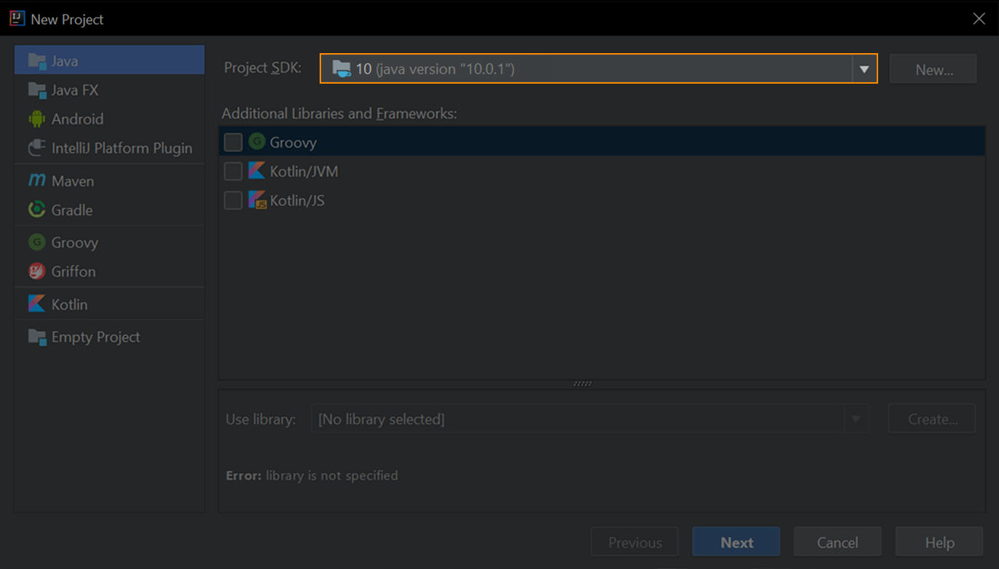 New Project
Java
Java FX
Android
IntelliJ Platform Plugin
Maven
Gradle
Groovy
Griffon
Kotlin
Empty Project
Project SDK:
10 (java version "10.0.1")
New...
Additional Libraries and Frameworks:
Groovy
Kotlin/JVM
Kotlin/JS
Use library:
[No library selected]
Create...
Error: library is not specified
Previous
Next
Cancel
Help